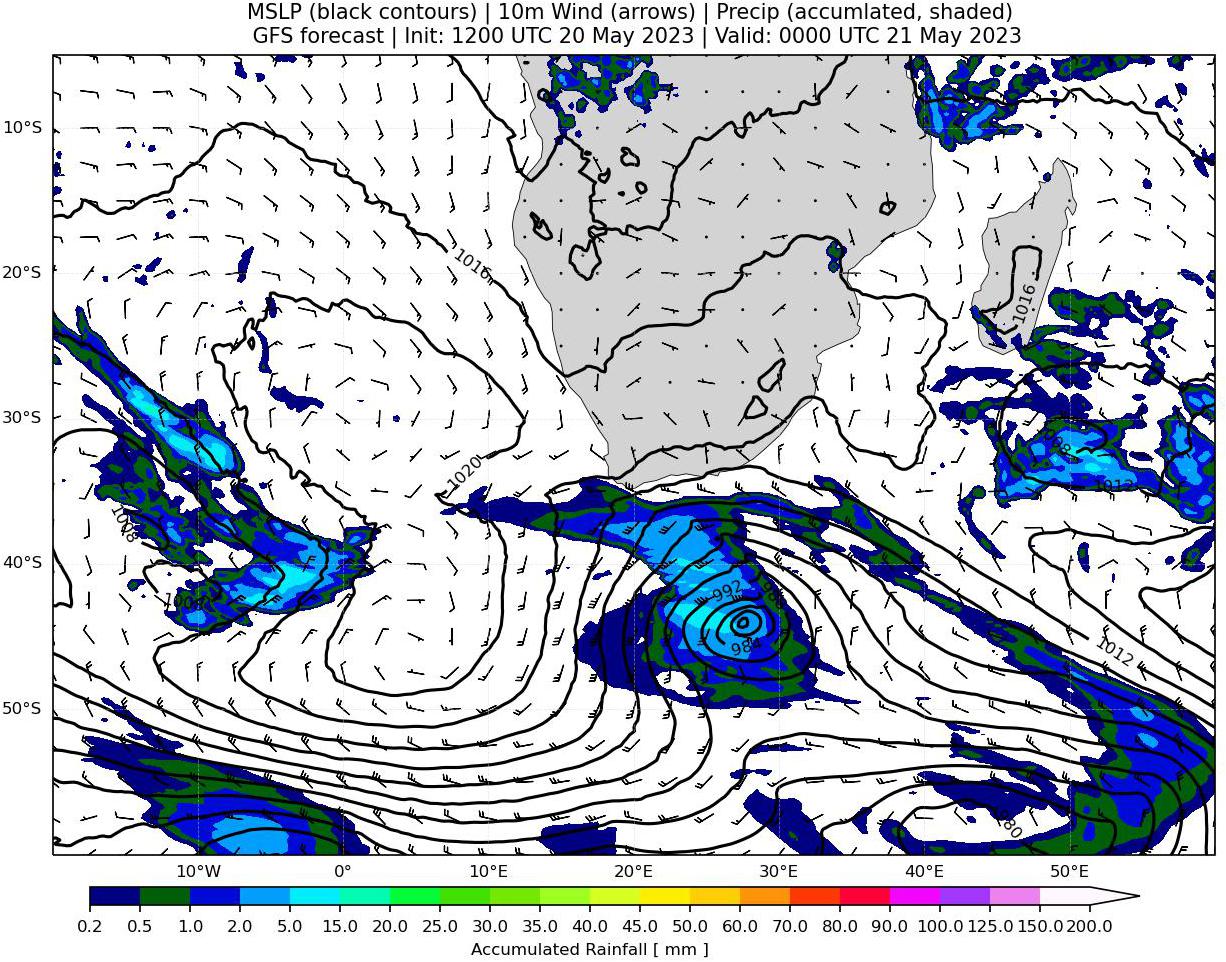 MSLP (black contours) | 10m Wind (arrows) | Precip (accumlated, shaded)
GFS forecast | Init: 1200 UTC 20 May 2023 | Valid: 0000 UTC 21 May 2023
10°S
20°S
30°S
40°S
50°S
1016
1016
1020
1008
1008
1008
1012
992
988
984
1012
980
10°W 0° 10°E 20°E 30°E 40°E 50°E
0.2 0.5 1.0 2.0 5.0 10.0 15.0 20.0 25.0 30.0 35.0 40.0 45.0 50.0 60.0 70.0 80.0 90.0 100.0 125.0 150.0 200.0
Accumulated Rainfall [ mm ]